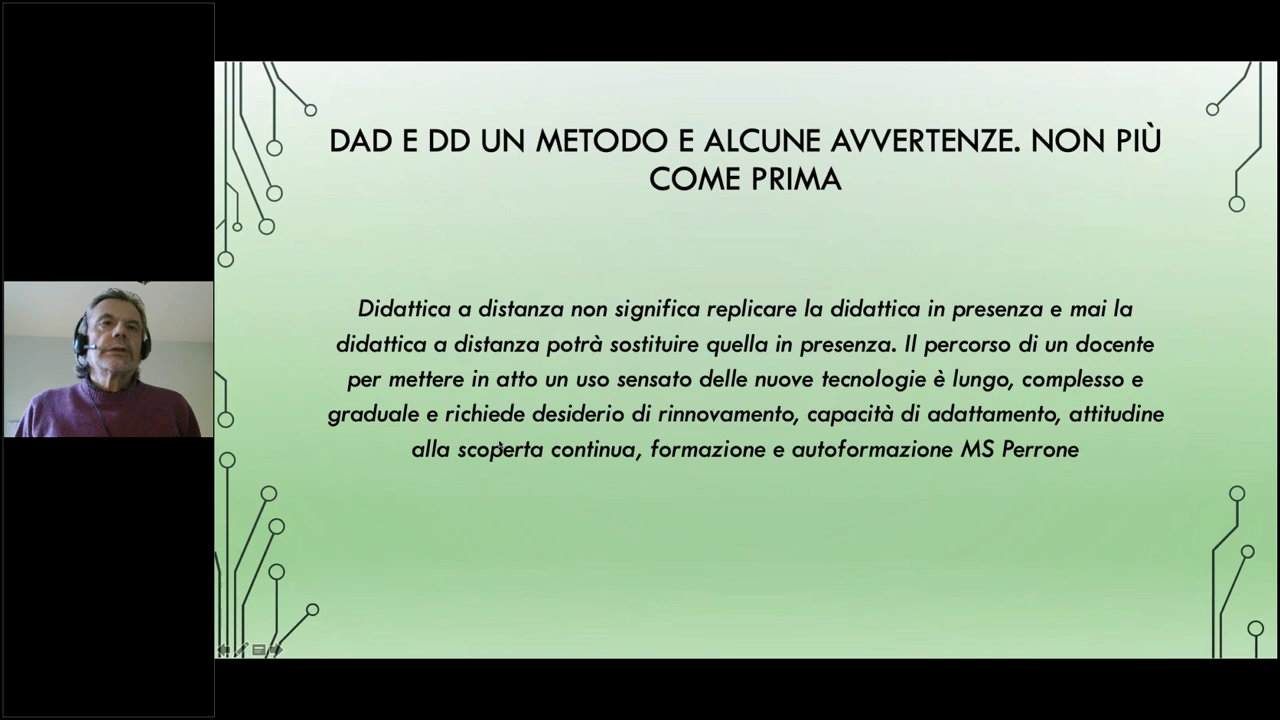 DAD E DD UN METODO E ALCUNE AVVERTENZE. NON PIÙ
COME PRIMA
Didattica a distanza non significa replicare la didattica in presenza e mai la
didattica a distanza potrà sostituire quella in presenza. Il percorso di un docente
per mettere in atto un uso sensato delle nuove tecnologie è lungo, complesso e
graduale e richiede desiderio di rinnovamento, capacità di adattamento, attitudine
alla scoperta continua, formazione e autoformazione MS Perrone